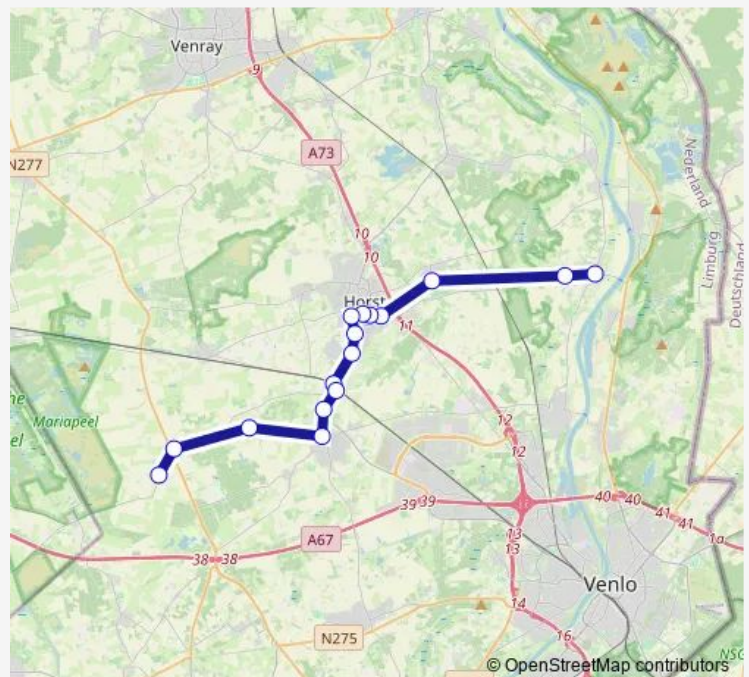 Venray
9
N277
A73
Nederland
Limburg
Deutschland
10
10
Horst
11
Mariapeel
12
12
39 39
40 40
41 41
1a
13
13
A67
38 38
Venlo
14
N275
16
© OpenStreetMap contributors